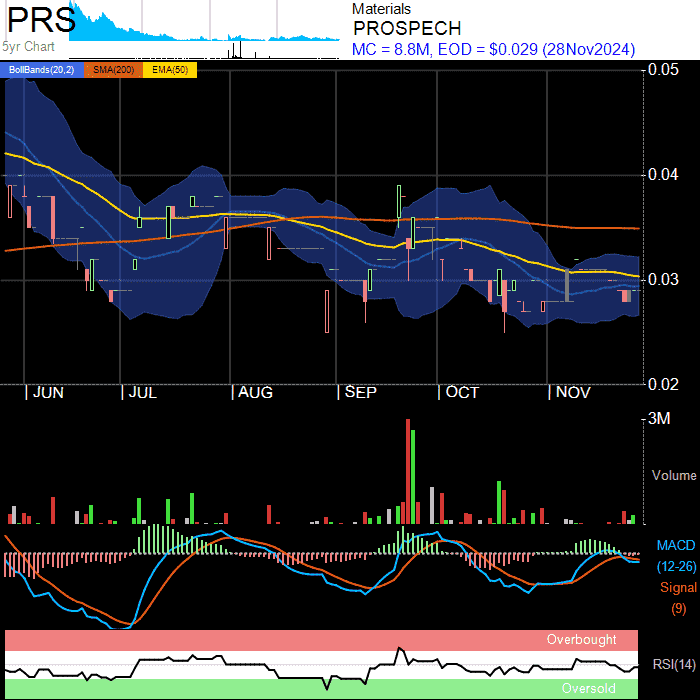 PRS
5yr Chart
Materials
PROSPECH
MC = 8.8M, EOD = $0.029 (28Nov2024)
BollBands(20,2) SMA(200) EMA(50)
0.05
0.04
0.03
0.02
JUN JUL AUG SEP OCT NOV
3M
Volume
MACD
(12-26)
Signal
(9)
Overbought
RSI(14)
Oversold